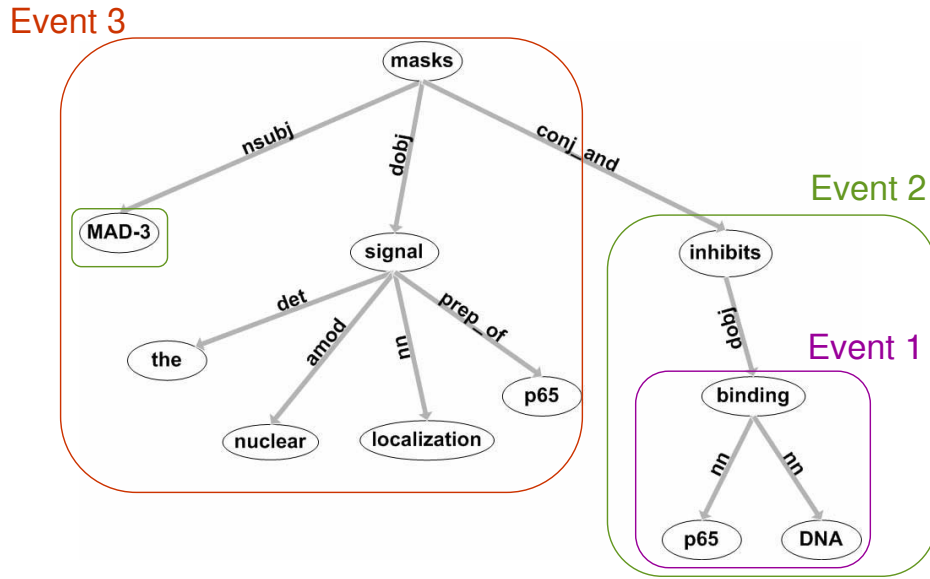 Event 3
masks
nsubj
dobj
conj_and
Event 2
MAD-3
signal
inhibits
det
amod
nn
prep_of
dobj
Event 1
the
p65
binding
nuclear
localization
nn
nn
p65
DNA